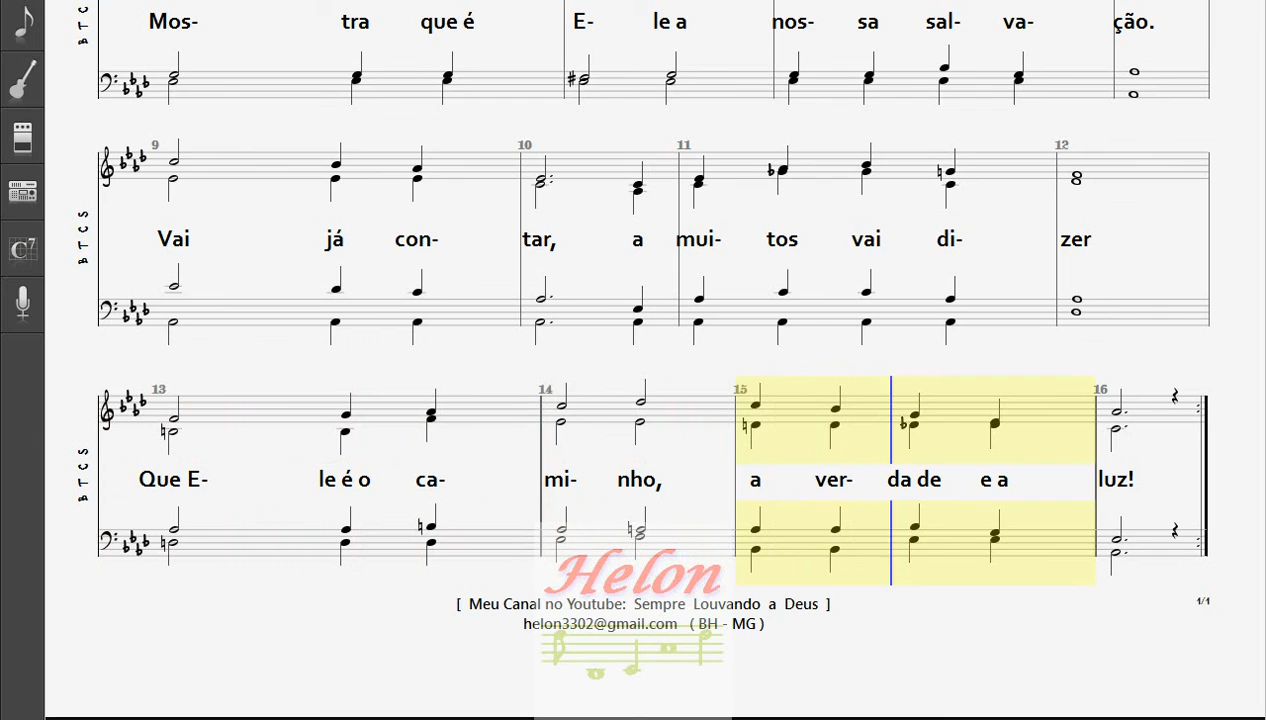 Mos- tra que é E- le a nos- sa sal- va- ção.
B T C S
9 10 11 12
B T C S
Vai já con- tar, a mui- tos vai di- zer
13 14 15 16
B T C S
Que E- le é o ca- mi- nho, a ver- da de e a luz!
Helon
[ Meu Canal no Youtube: Sempre Louvando a Deus ]
1/1
helon3302@gmail.com ( BH - MG )
C7